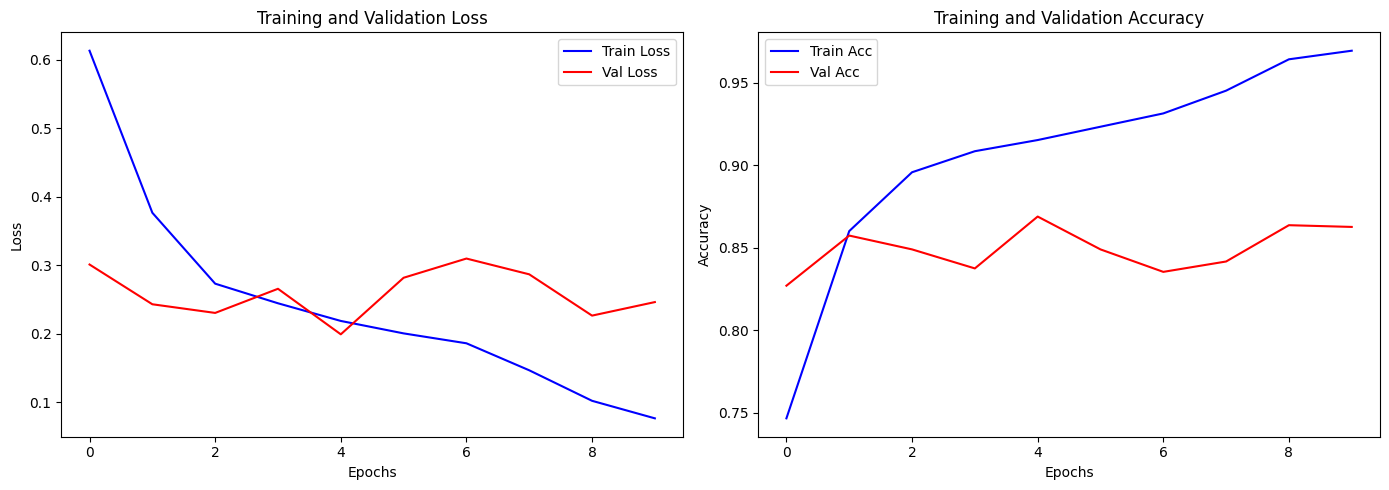 Training and Validation Loss
Train Loss
Val Loss
0.6
0.5
0.4
0.3
0.2
0.1
Loss
0 2 4 6 8
Epochs
Training and Validation Accuracy
Train Acc
Val Acc
0.95
0.90
0.85
0.80
0.75
Accuracy
0 2 4 6 8
Epochs